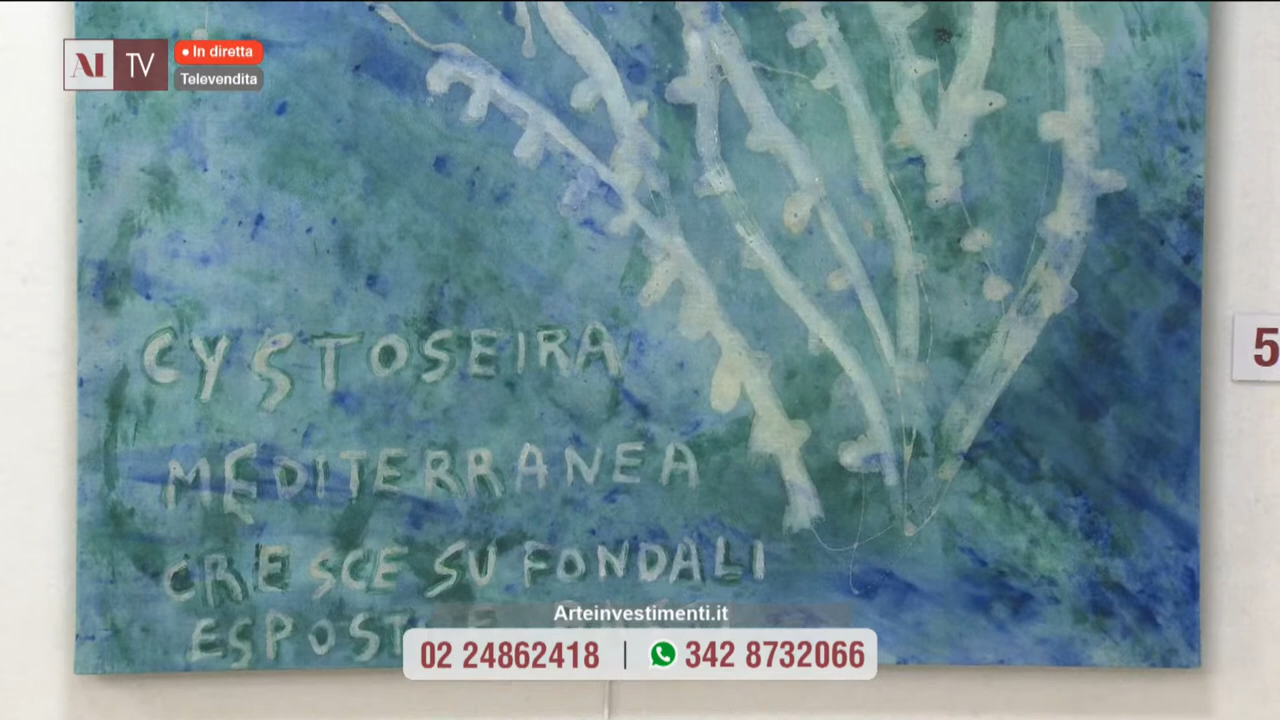 AI TV
In diretta
Televendita
CYSTOSEIRA
MEDITERRANEA
CRESCE SU FONDALI
5
Arteinvestimenti.it
02 24862418 | 342 8732066